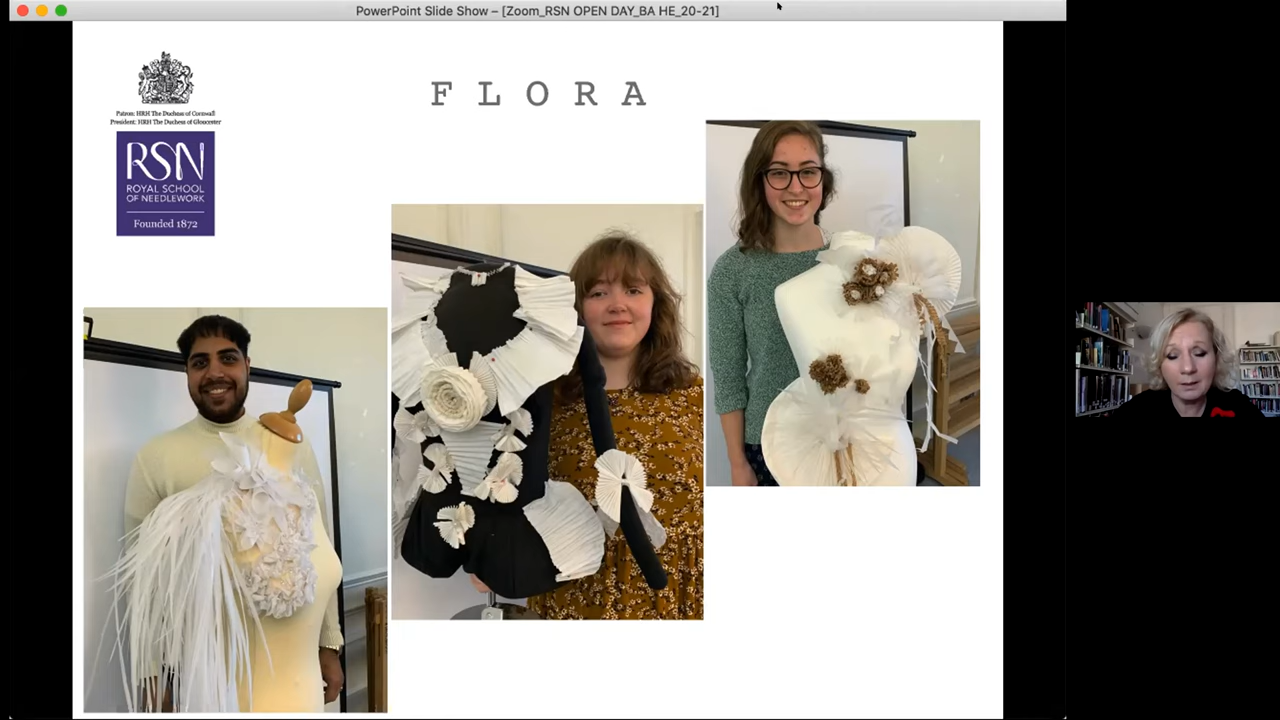 PowerPoint Slide Show – [Zoom_RSN OPEN DAY_BA HE_20-21]
FLORA
Patron: HRH The Duchess of Cornwall
President: HRH The Duchess of Gloucester
RSN
ROYAL SCHOOL
OF NEEDLEWORK
Founded 1872